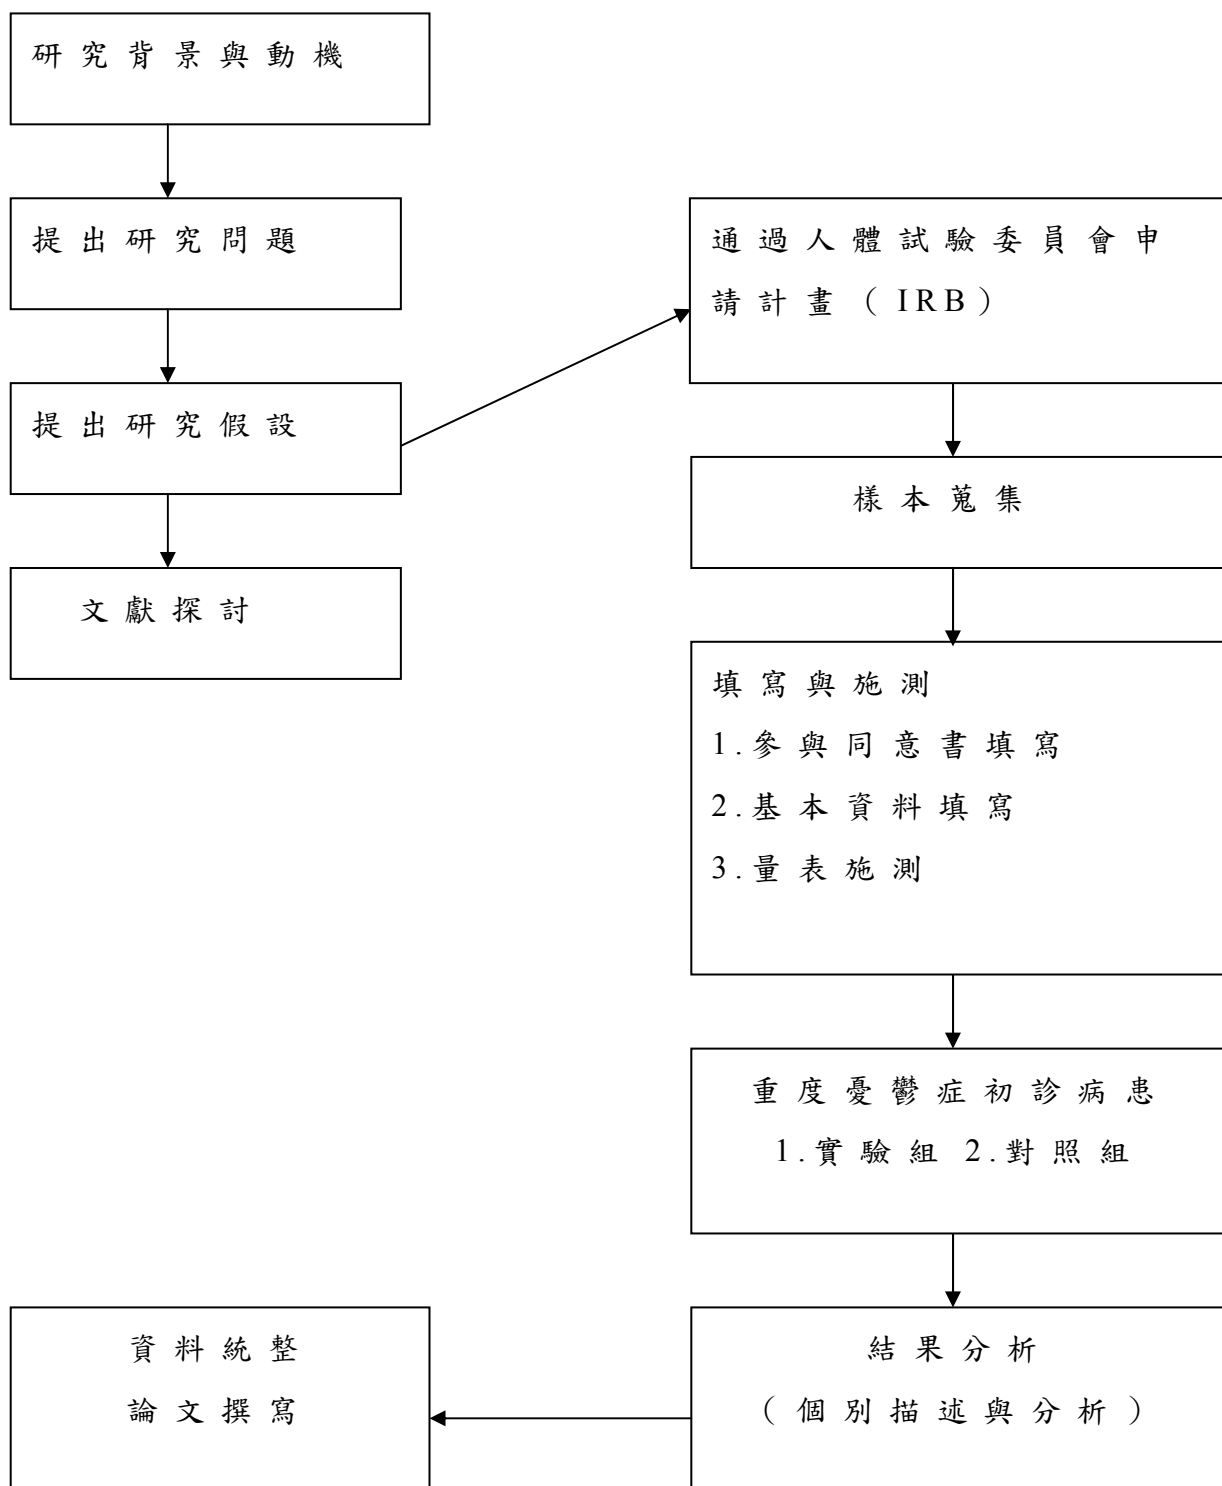 研究背景與動機
提出研究問題
提出研究假設
文獻探討
通過人體試驗委員會申
請計畫（IRB）
樣本蒐集
填寫與施測
1.參與同意書填寫
2.基本資料填寫
3.量表施測
重度憂鬱症初診病患
1.實驗組 2.對照組
結果分析
（個別描述與分析）
資料統整
論文撰寫